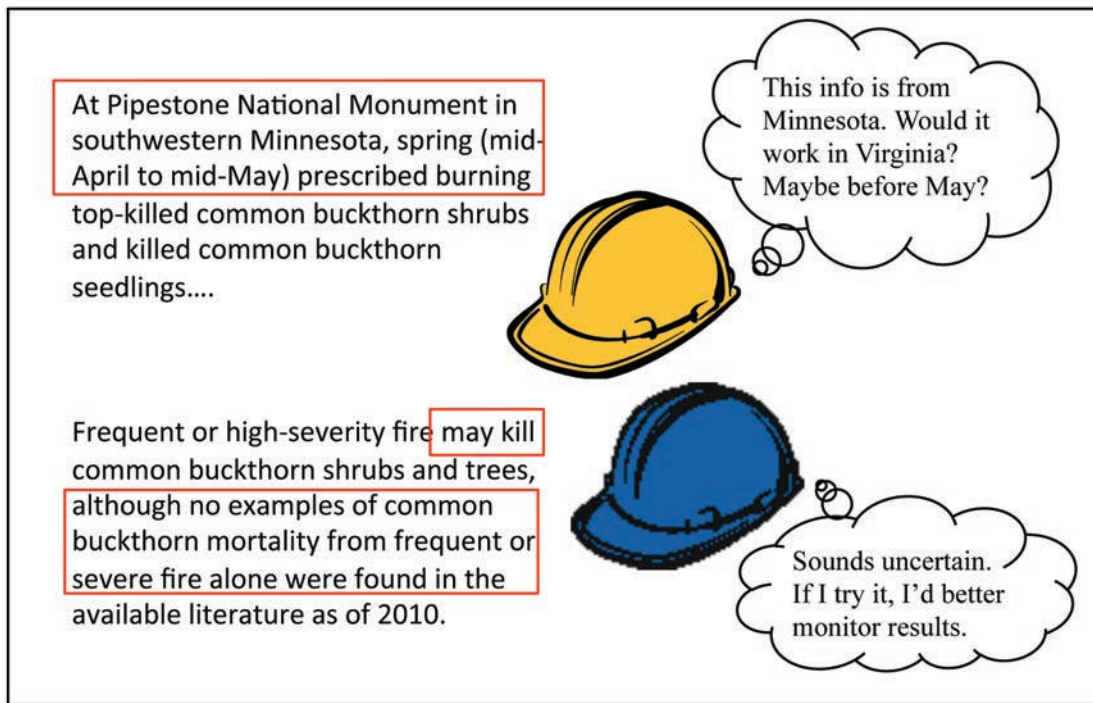 At Pipestone National Monument in
southwestern Minnesota, spring (mid-
April to mid-May) prescribed burning
top-killed common buckthorn shrubs
and killed common buckthorn
seedlings....
This info is from
Minnesota. Would it
work in Virginia?
Maybe before May?
Frequent or high-severity fire may kill
common buckthorn shrubs and trees,
although no examples of common
buckthorn mortality from frequent or
severe fire alone were found in the
available literature as of 2010.
Sounds uncertain.
If I try it, I'd better
monitor results.